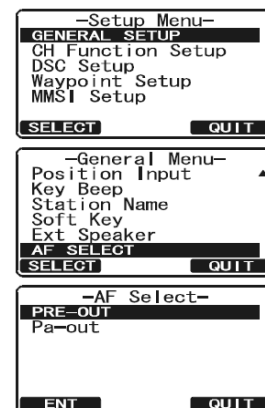 —Setup Menu—
GENERAL SETUP
CH Function Setup
DSC Setup
Waypoint Setup
MMSI Setup
SELECT QUIT
—General Menu—
Position Input
Key Beep
Station Name
Soft Key
Ext Speaker
AF SELECT
SELECT QUIT
—AF Select—
PRE—OUT
Pa—out
ENT QUIT